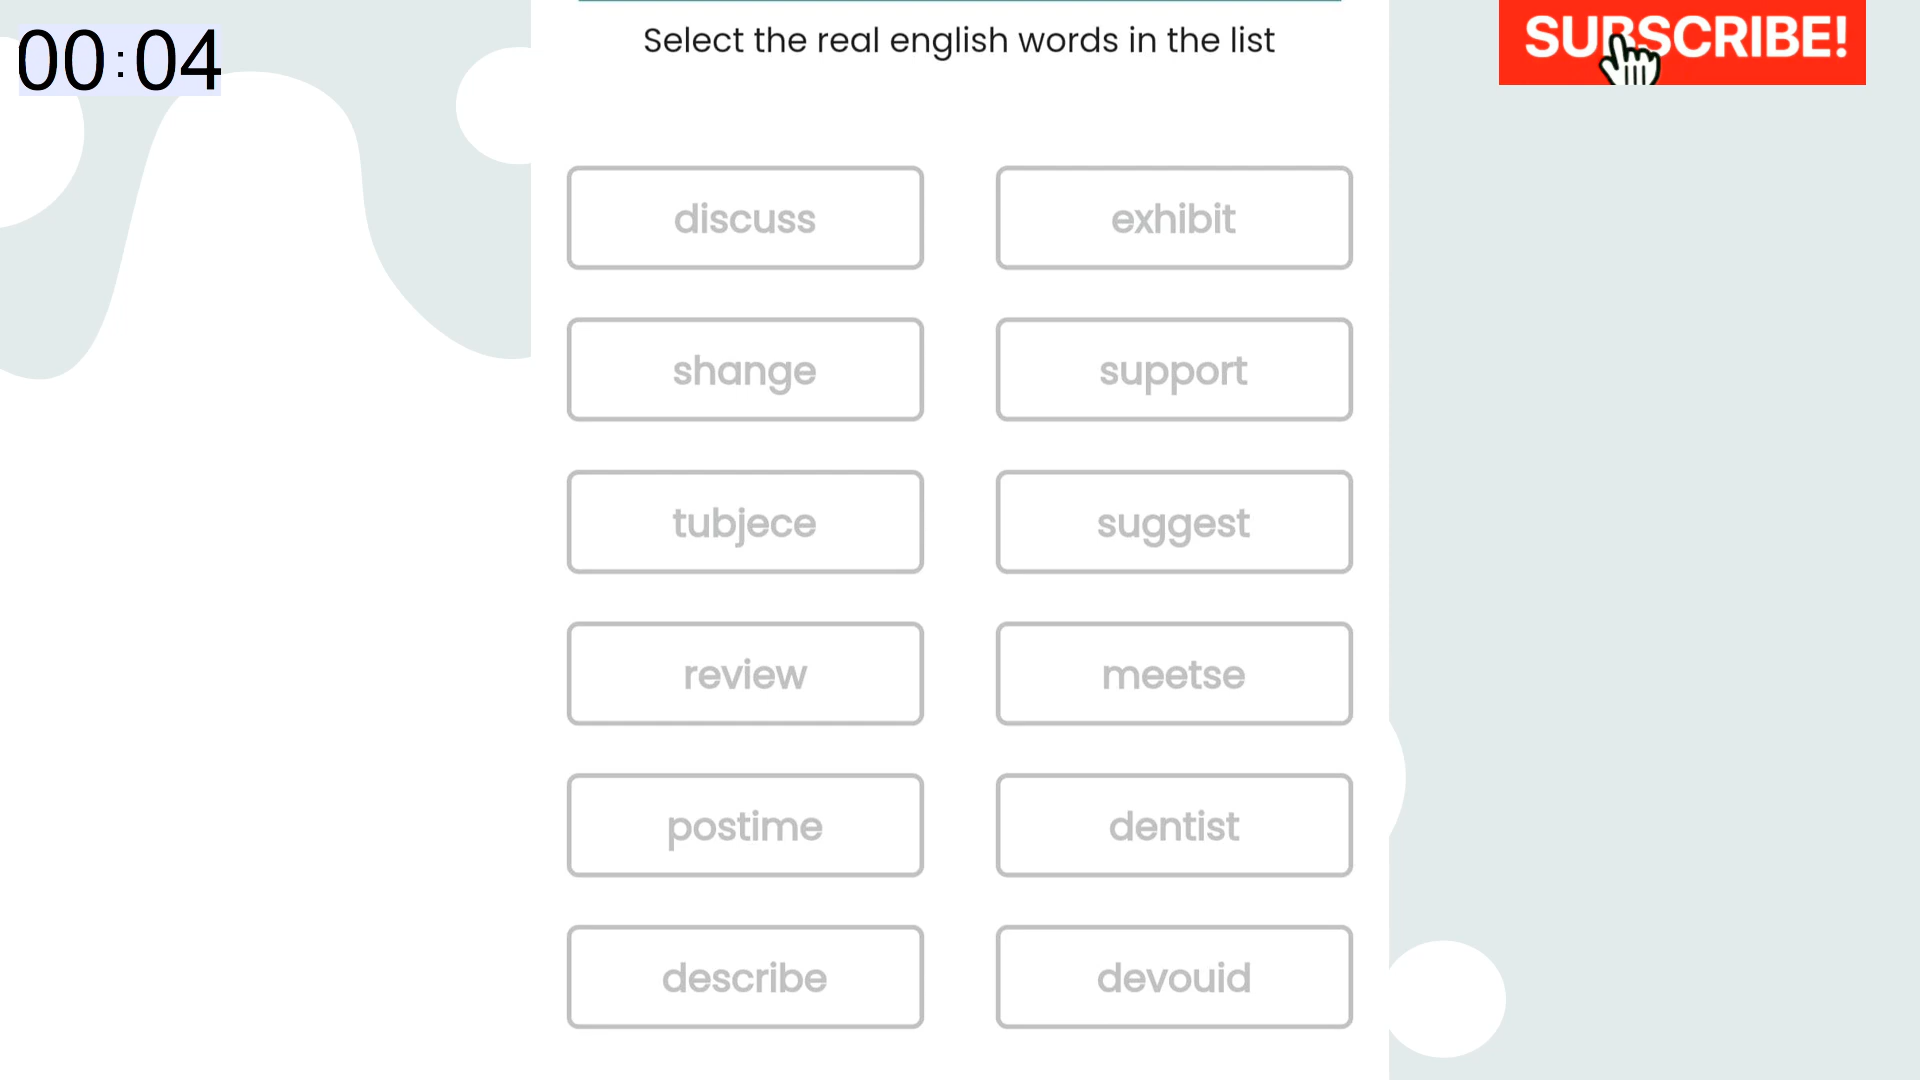 00:04
Select the real english words in the list
SUBSCRIBE!
discuss
exhibit
shange
support
tubjece
suggest
review
meetse
postime
dentist
describe
devouid